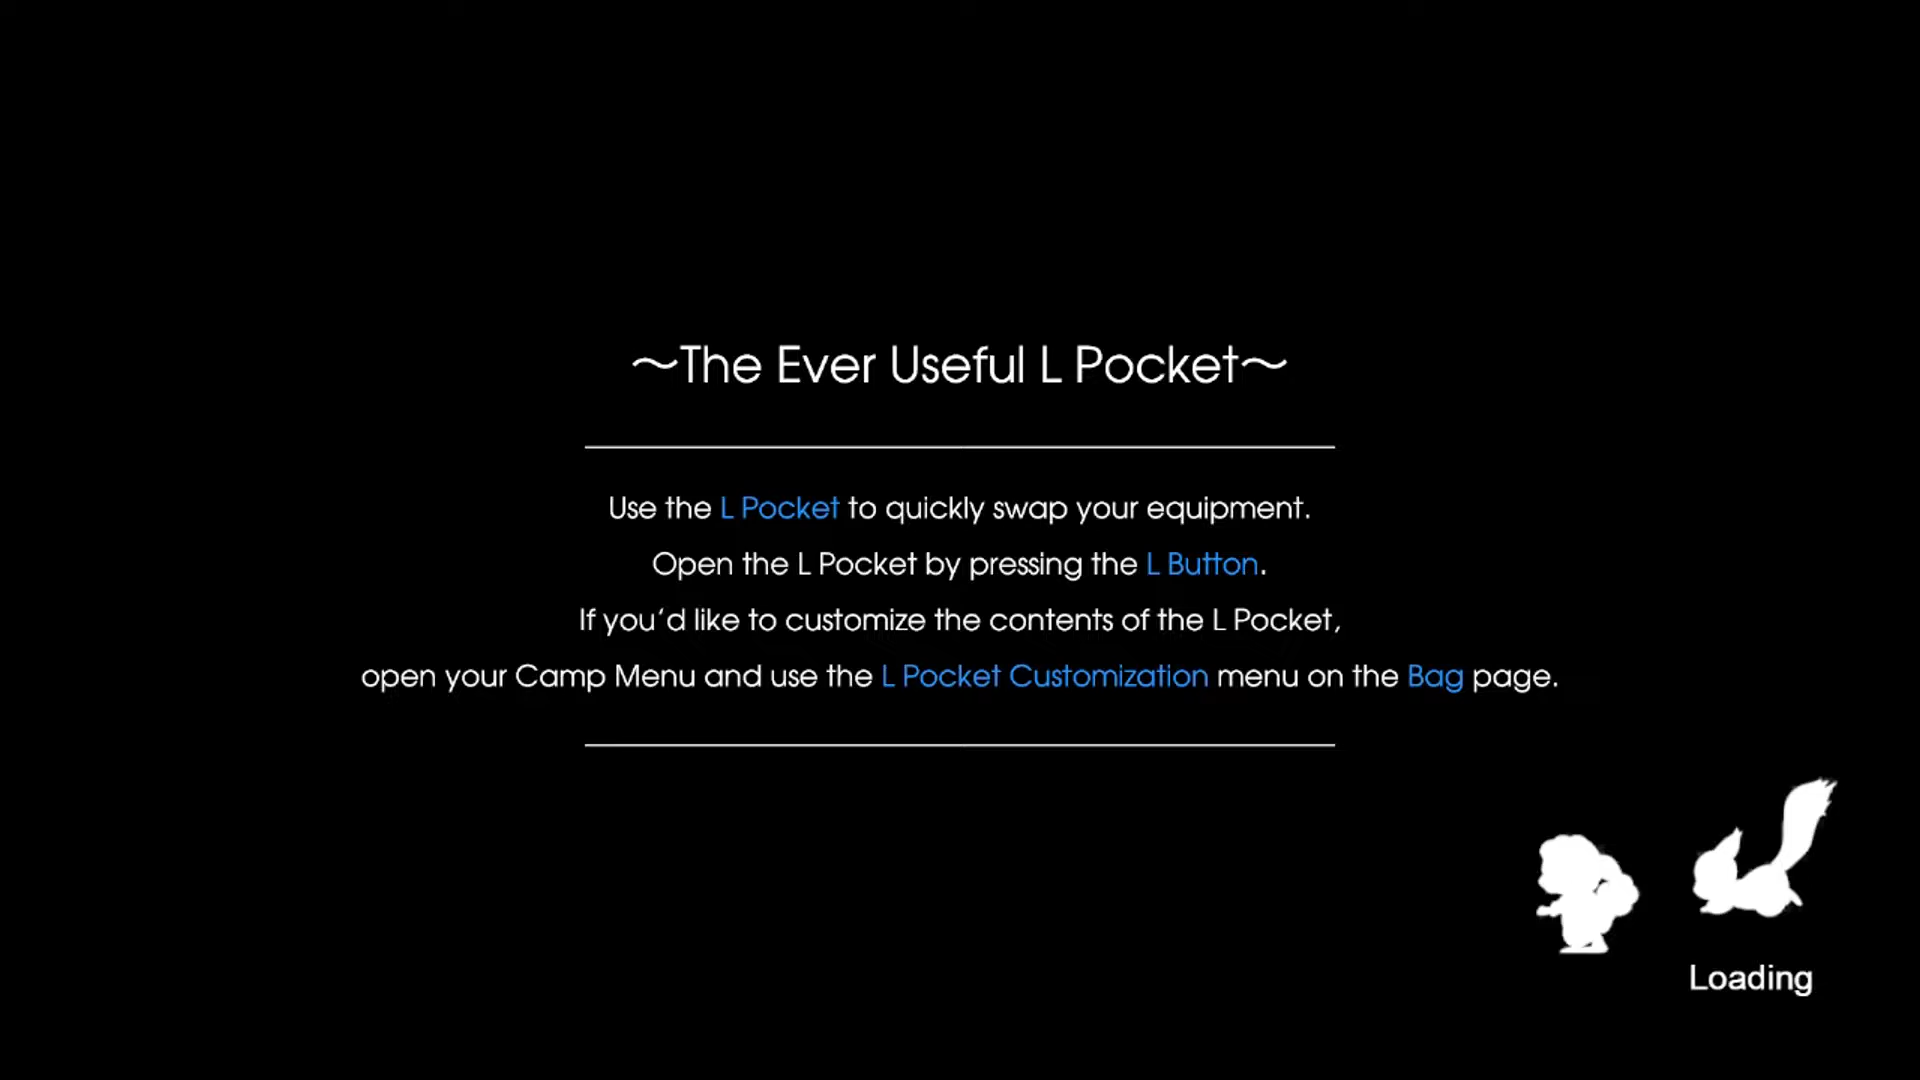 ～The Ever Useful L Pocket～
Use the L Pocket to quickly swap your equipment.
Open the L Pocket by pressing the L Button.
If you'd like to customize the contents of the L Pocket,
open your Camp Menu and use the L Pocket Customization menu on the Bag page.
Loading